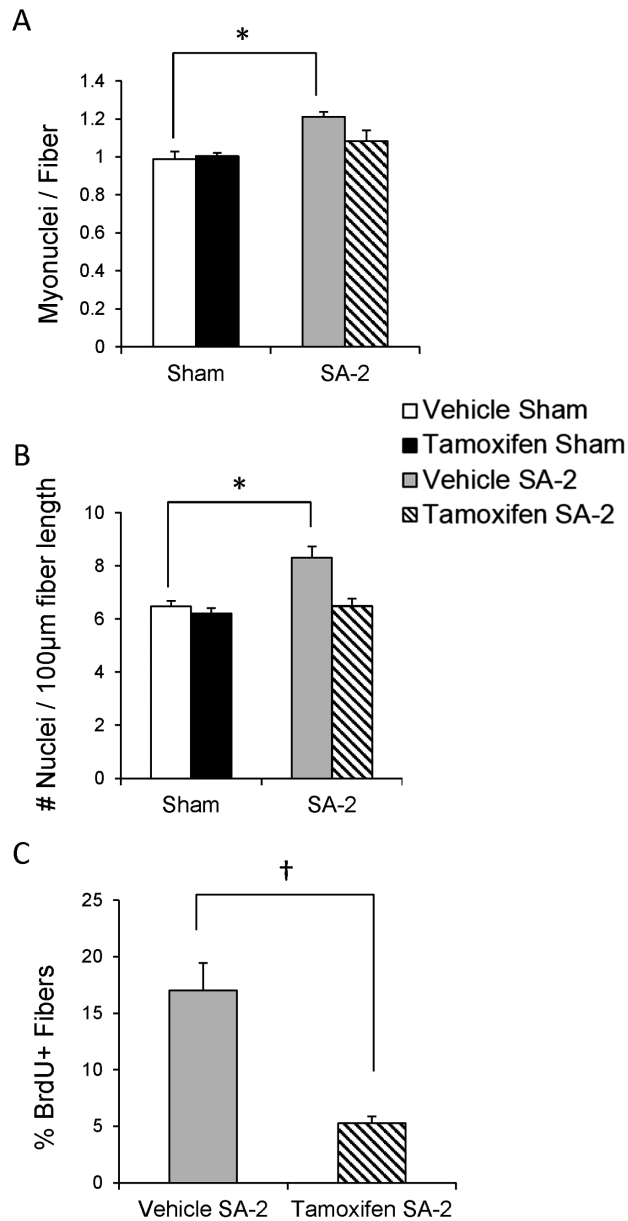 A
*
Myonuclei / Fiber
1.4
1.2
1
0.8
0.6
0.4
0.2
0
Sham SA-2
Vehicle Sham
Tamoxifen Sham
Vehicle SA-2
Tamoxifen SA-2
B
*
# Nuclei / 100µm fiber length
10
8
6
4
2
0
Sham SA-2
C
†
% BrdU+ Fibers
25
20
15
10
5
0
Vehicle SA-2 Tamoxifen SA-2